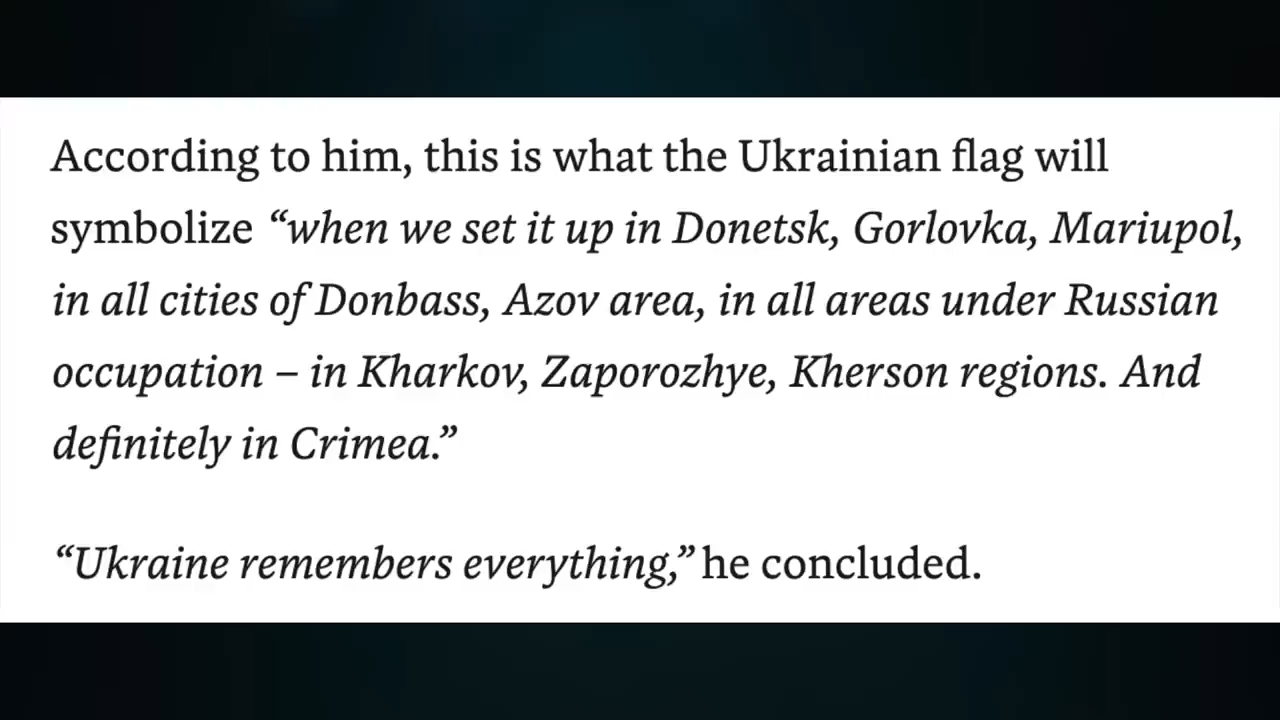 According to him, this is what the Ukrainian flag will
symbolize “when we set it up in Donetsk, Gorlovka, Mariupol,
in all cities of Donbass, Azov area, in all areas under Russian
occupation – in Kharkov, Zaporozhye, Kherson regions. And
definitely in Crimea.”
“Ukraine remembers everything,” he concluded.